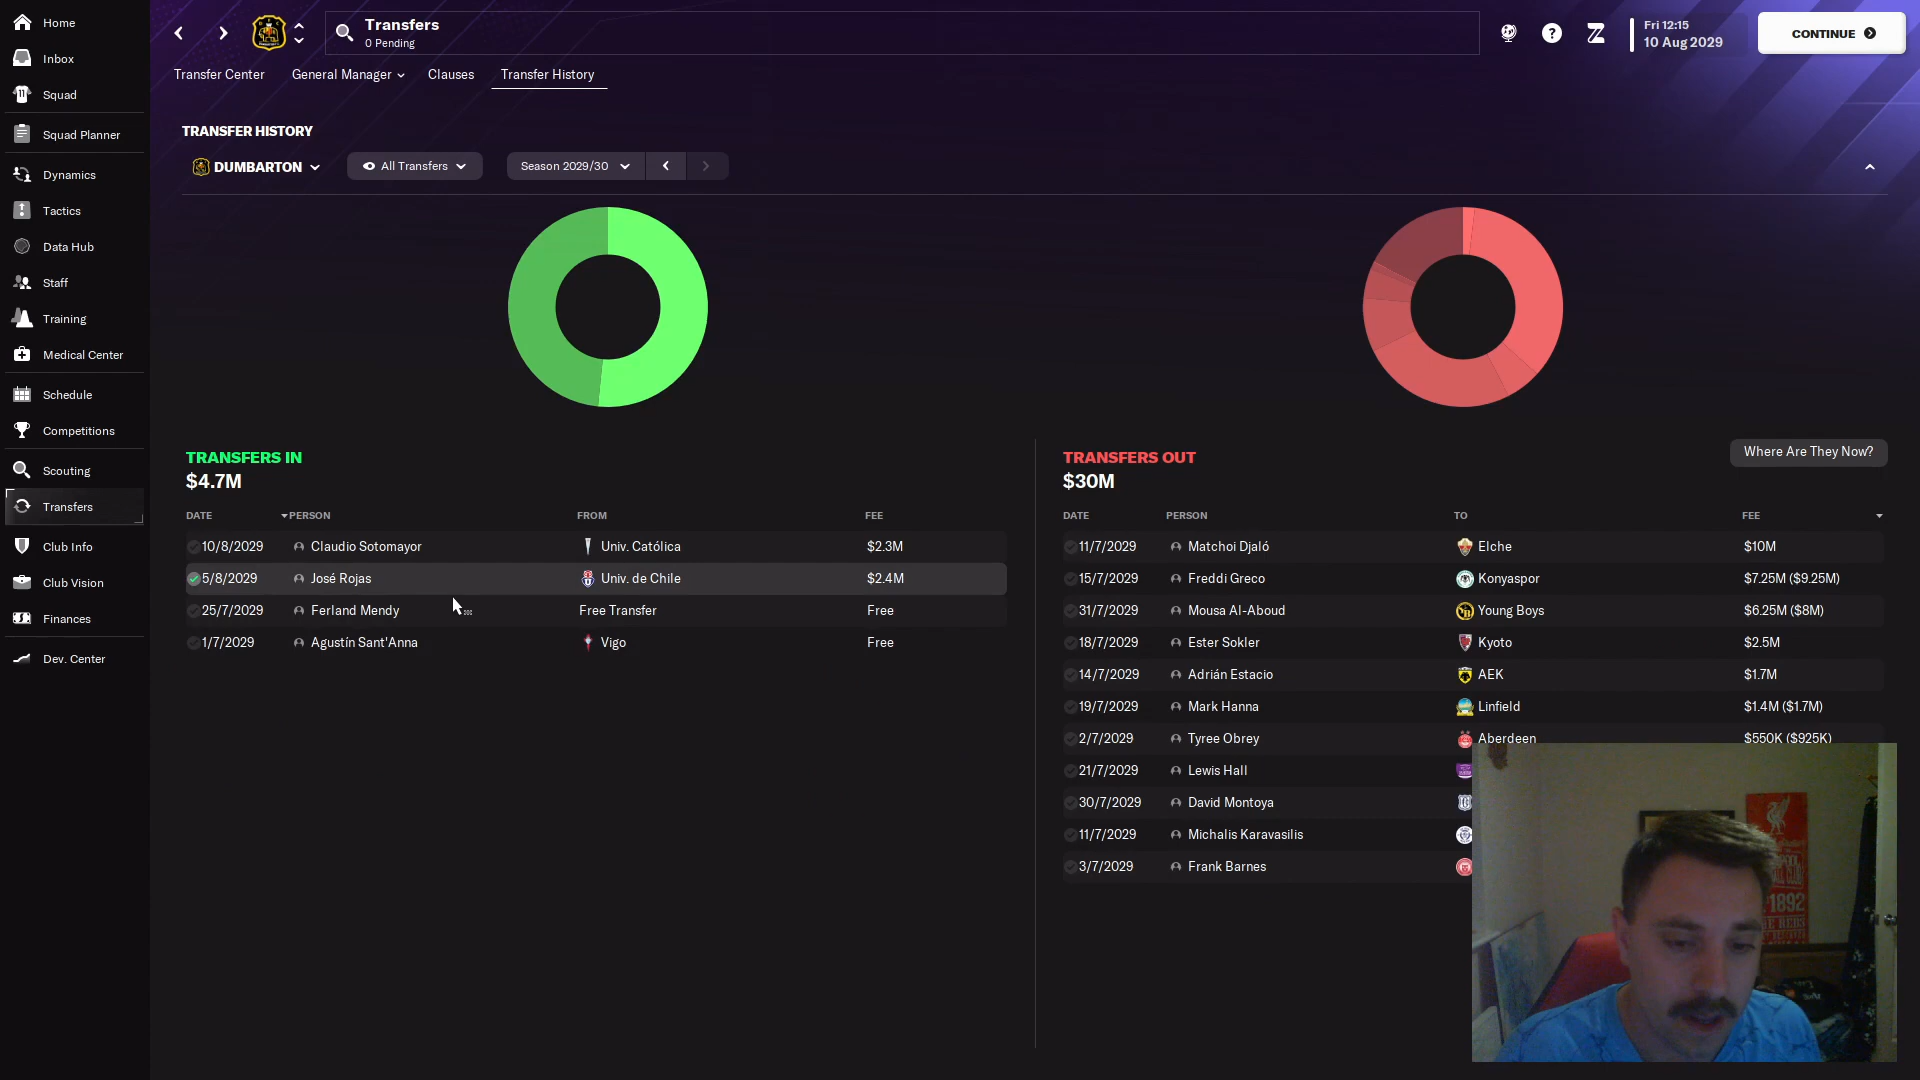 Home
Inbox
Squad
Squad Planner
Dynamics
Tactics
Data Hub
Staff
Training
Medical Center
Schedule
Competitions
Scouting
Transfers
Club Info
Club Vision
Finances
Dev. Center
Transfers
0 Pending
Fri 12:15
10 Aug 2029
CONTINUE
Transfer Center General Manager Clauses Transfer History
TRANSFER HISTORY
DUMBARTON All Transfers Season 2029/30
TRANSFERS IN
$4.7M
DATE PERSON FROM FEE
10/8/2029 Claudio Sotomayor Univ. Católica $2.3M
5/8/2029 José Rojas Univ. de Chile $2.4M
25/7/2029 Ferland Mendy Free Transfer Free
1/7/2029 Agustín Sant'Anna Vigo Free
TRANSFERS OUT
$30M
Where Are They Now?
DATE PERSON TO FEE
11/7/2029 Matchoi Djaló Elche $10M
15/7/2029 Freddi Greco Konyaspor $7.25M ($9.25M)
31/7/2029 Mousa Al-Aboud Young Boys $6.25M ($8M)
18/7/2029 Ester Sokler Kyoto $2.5M
14/7/2029 Adrián Estacio AEK $1.7M
19/7/2029 Mark Hanna Linfield $1.4M ($1.7M)
2/7/2029 Tyree Obrey Aberdeen $550K ($925K)
21/7/2029 Lewis Hall
30/7/2029 David Montoya
11/7/2029 Michalis Karavasilis
3/7/2029 Frank Barnes
1892